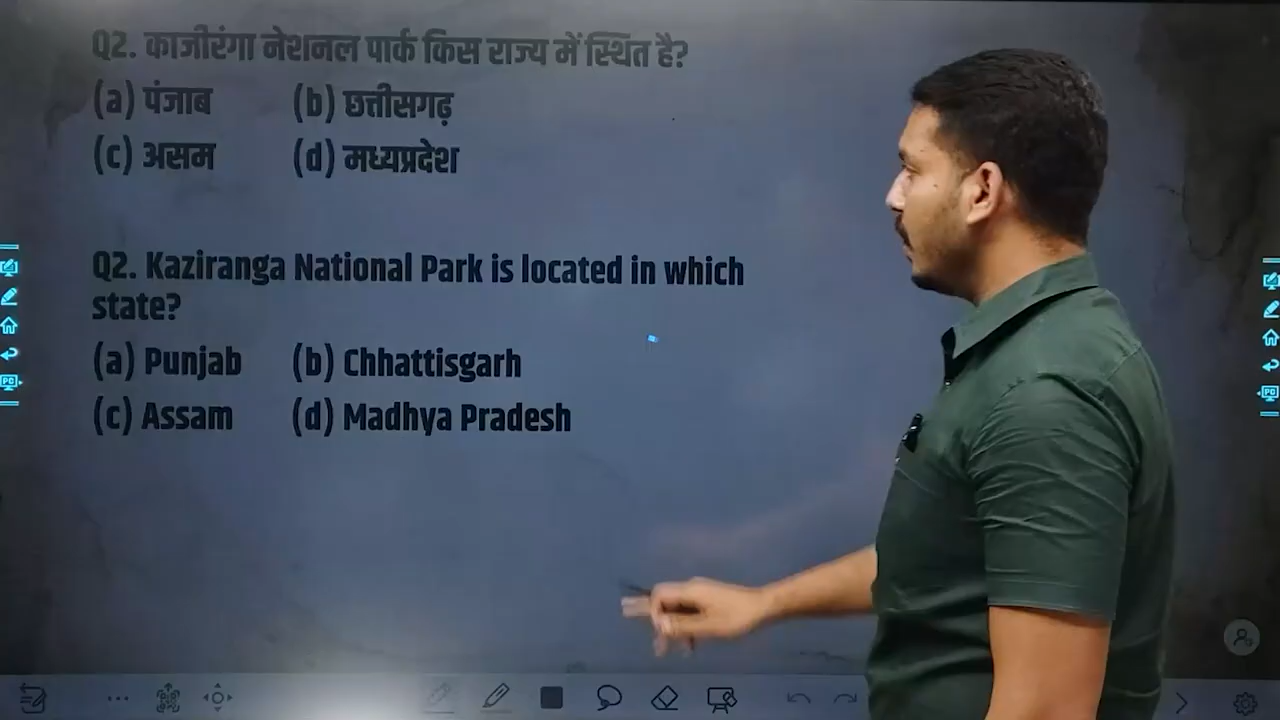 Q2. काजीरंगा नेशनल पार्क किस राज्य में स्थित है?
(a) पंजाब (b) छत्तीसगढ़
(c) असम (d) मध्यप्रदेश
Q2. Kaziranga National Park is located in which
state?
(a) Punjab (b) Chhattisgarh
(c) Assam (d) Madhya Pradesh